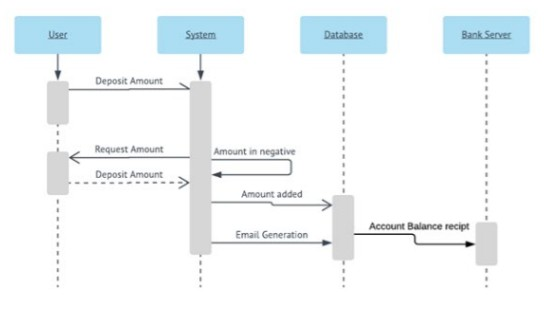 User
System
Database
Bank Server
Deposit Amount
Request Amount
Amount in negative
Deposit Amount
Amount added
Account Balance recipt
Email Generation